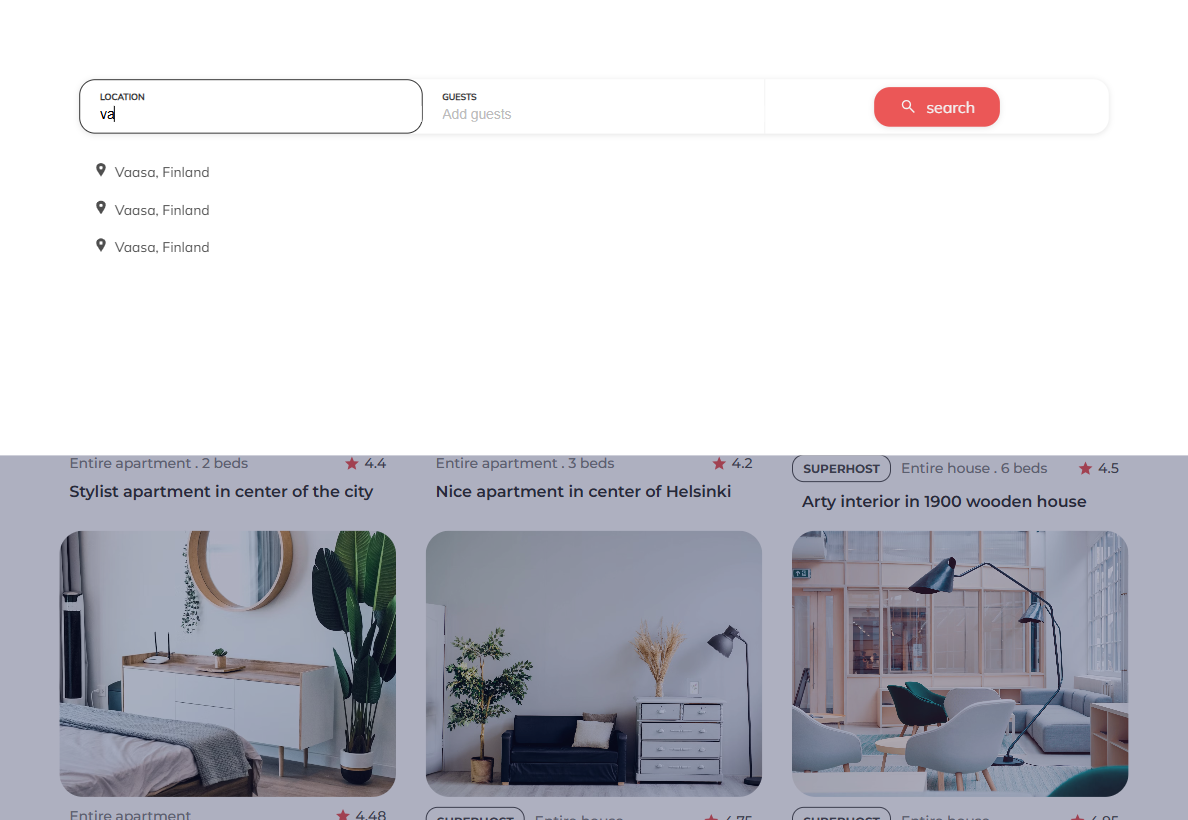 LOCATION
va
GUESTS
Add guests
search
Vaasa, Finland
Vaasa, Finland
Vaasa, Finland
Entire apartment . 2 beds
4.4
Stylist apartment in center of the city
Entire apartment . 3 beds
4.2
Nice apartment in center of Helsinki
SUPERHOST
Entire house . 6 beds
4.5
Arty interior in 1900 wooden house
Entire apartment
4.48
SUPERHOST
Entire house
4.75
SUPERHOST
Entire house
4.95